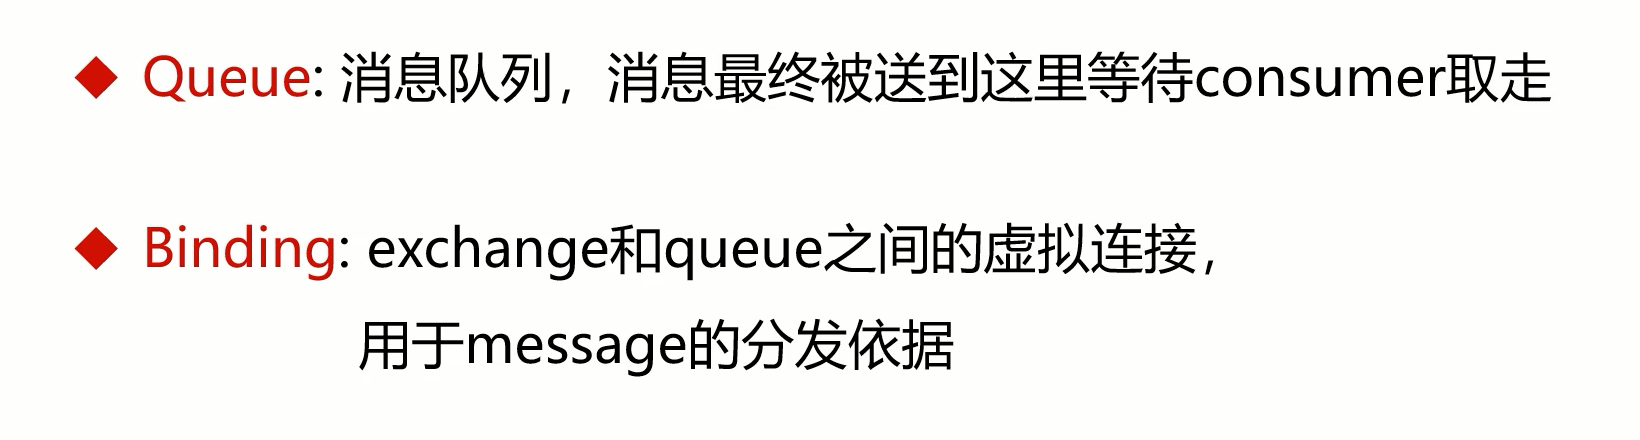 ◆ Queue: 消息队列，消息最终被送到这里等待consumer取走
◆ Binding: exchange和queue之间的虚拟连接，
用于message的分发依据